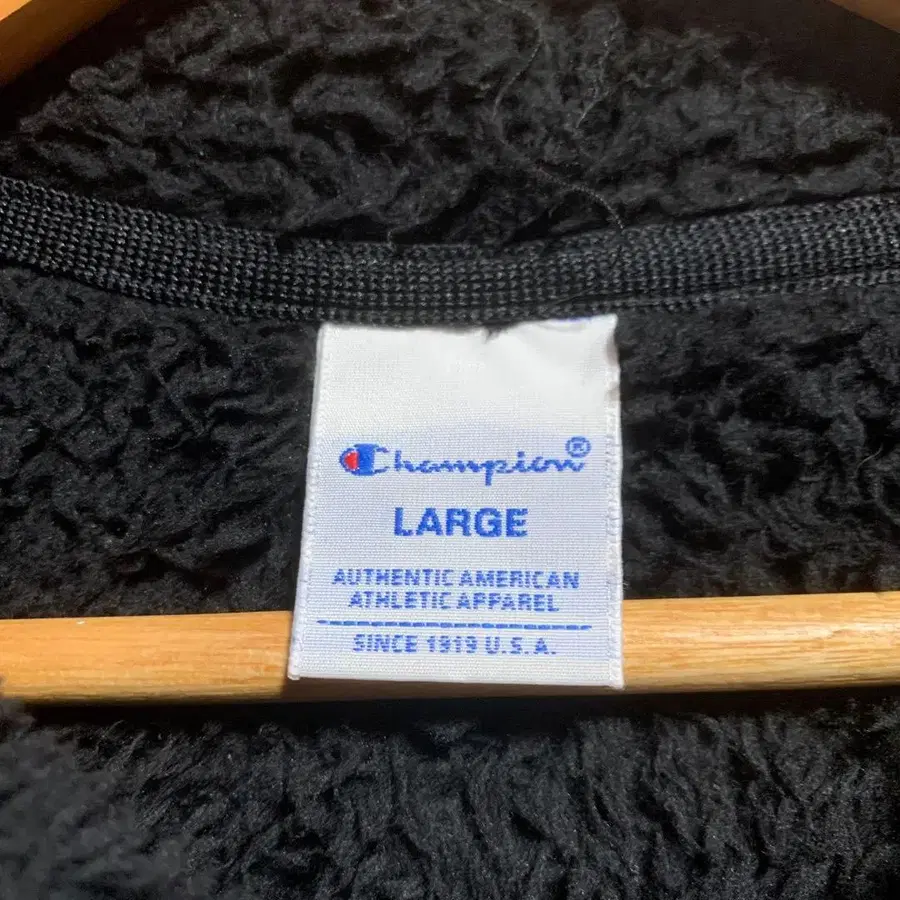 Champion®
LARGE
AUTHENTIC AMERICAN
ATHLETIC APPAREL
SINCE 1919 U.S.A.